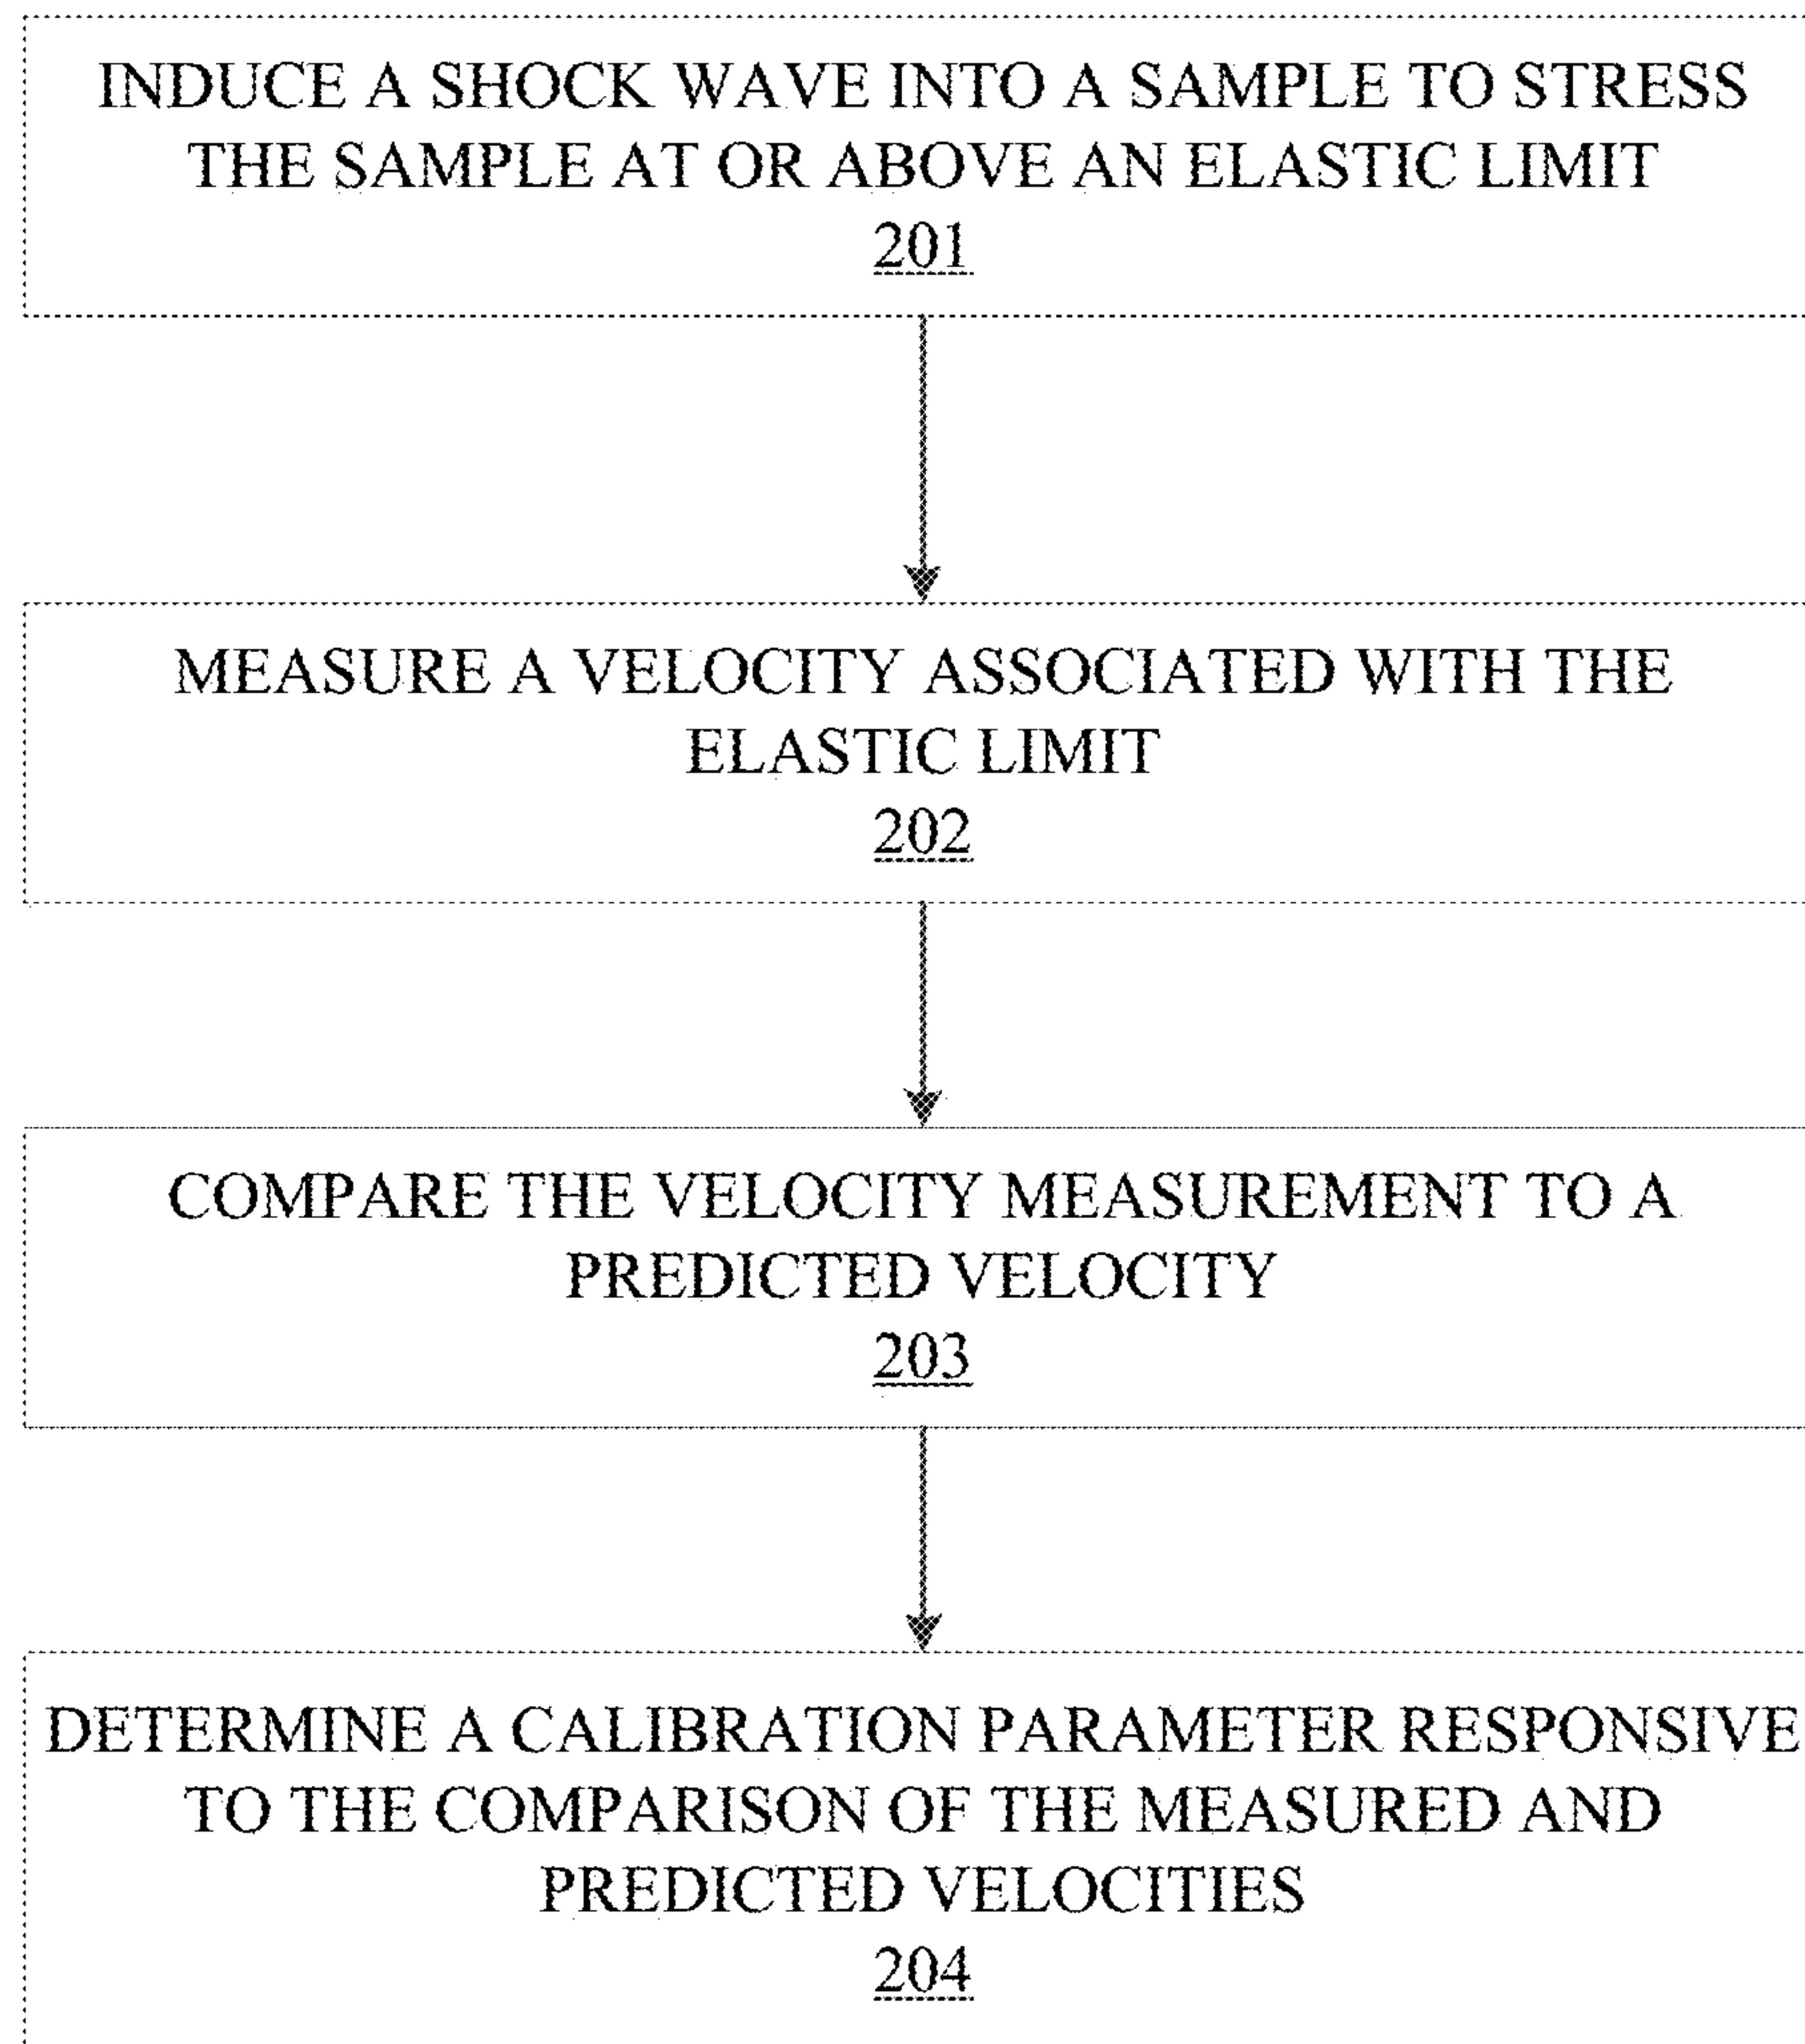 INDUCE A SHOCK WAVE INTO A SAMPLE TO STRESS
THE SAMPLE AT OR ABOVE AN ELASTIC LIMIT
201
MEASURE A VELOCITY ASSOCIATED WITH THE
ELASTIC LIMIT
202
COMPARE THE VELOCITY MEASUREMENT TO A
PREDICTED VELOCITY
203
DETERMINE A CALIBRATION PARAMETER RESPONSIVE
TO THE COMPARISON OF THE MEASURED AND
PREDICTED VELOCITIES
204